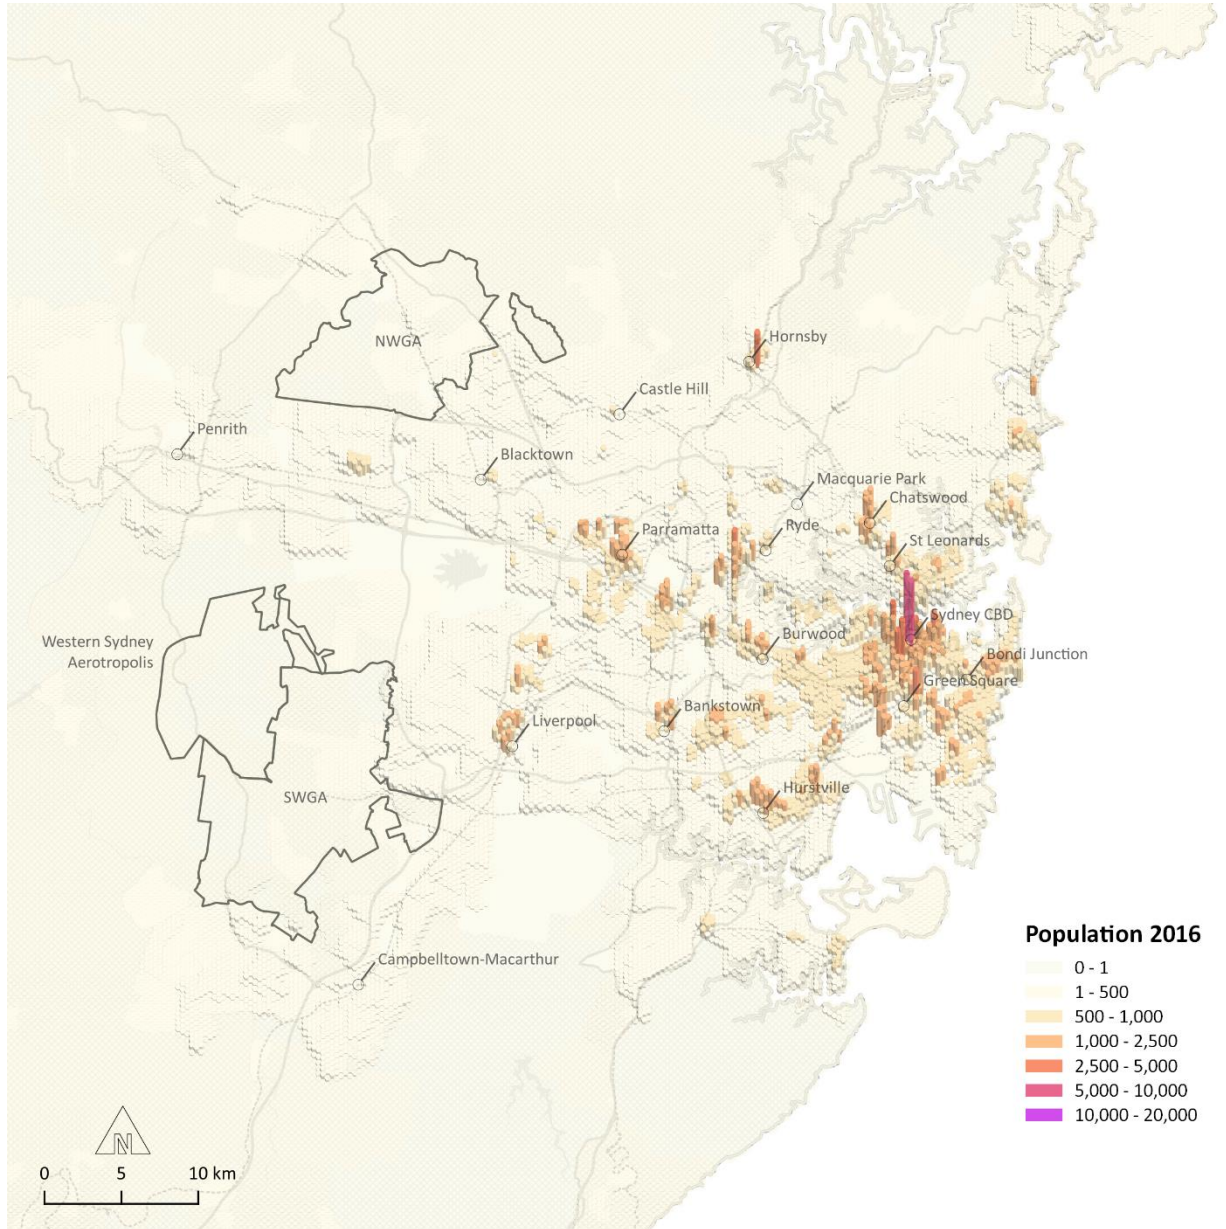 Hornsby
NWGA
Castle Hill
Penrith
Blacktown
Macquarie Park
Chatswood
Parramatta
Ryde
St Leonards
Western Sydney
Aerotropolis
Sydney CBD
Burwood
Bondi Junction
Green Square
Bankstown
Liverpool
SWGA
Hurstville
Campbelltown-Macarthur
Population 2016
0 - 1
1 - 500
500 - 1,000
1,000 - 2,500
2,500 - 5,000
5,000 - 10,000
10,000 - 20,000
N
0 5 10 km